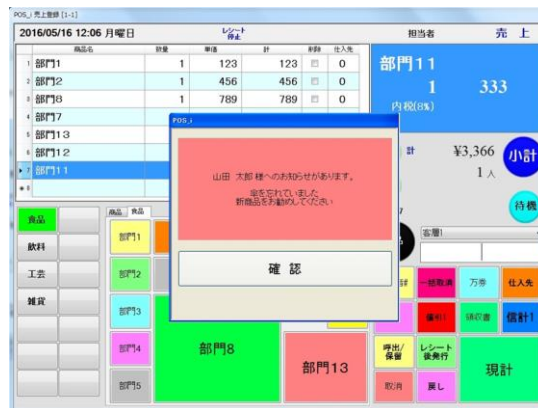 POS_i 売上登録 [1-1]
2016/05/16 12:06 月曜日
レシート
停止
担当者
売 上
商品名 数量 単価 計 削除 仕入先
1 部門1 1 123 123 0
2 部門2 1 456 456 0
3 部門8 1 789 789 0
部門7
部門13
部門12
部門11
部門11
1 333
内税(8%)
計 ¥3,366
1 人
小計
待機
客層1
POS_i
山田 太郎 様へのお知らせがあります。
傘を忘れていました
新商品をお勧めしてください
確 認
食品
飲料
工芸
雑貨
商品 食品
部門1
部門2
部門3
部門4
部門5
部門8
部門13
一括取消
万券
仕入先
値引1
領収書
信計1
呼出/
保留
レシート
後発行
現計
取消
戻し